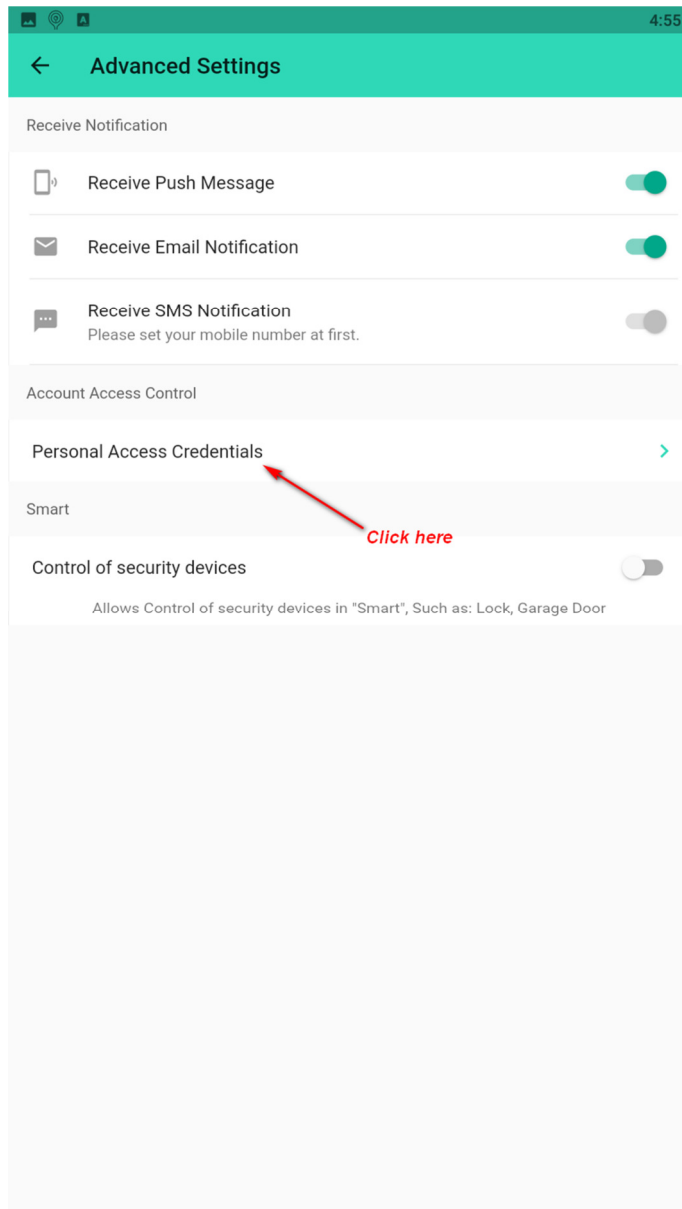 4:55
Advanced Settings
Receive Notification
Receive Push Message
Receive Email Notification
Receive SMS Notification
Please set your mobile number at first.
Account Access Control
Personal Access Credentials
Smart
Click here
Control of security devices
Allows Control of security devices in "Smart", Such as: Lock, Garage Door